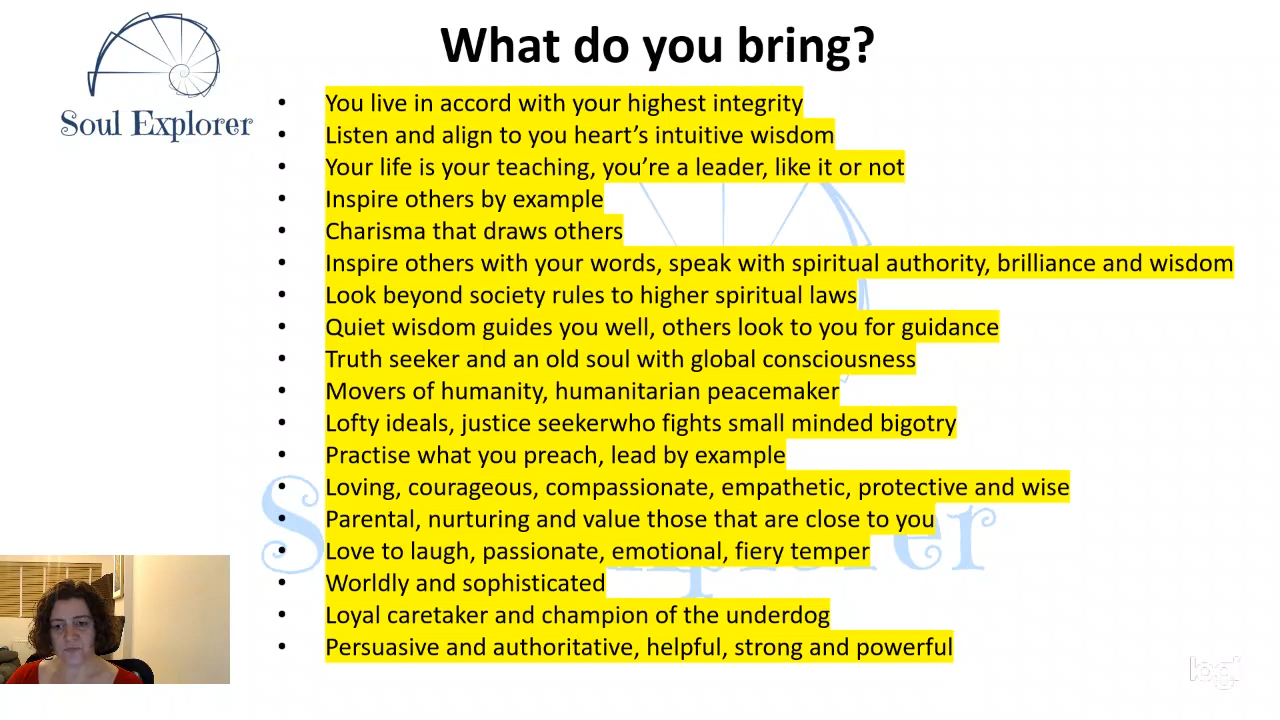 What do you bring?
Soul Explorer
• You live in accord with your highest integrity
• Listen and align to you heart's intuitive wisdom
• Your life is your teaching, you're a leader, like it or not
• Inspire others by example
• Charisma that draws others
• Inspire others with your words, speak with spiritual authority, brilliance and wisdom
• Look beyond society rules to higher spiritual laws
• Quiet wisdom guides you well, others look to you for guidance
• Truth seeker and an old soul with global consciousness
• Movers of humanity, humanitarian peacemaker
• Lofty ideals, justice seekerwho fights small minded bigotry
• Practise what you preach, lead by example
• Loving, courageous, compassionate, empathetic, protective and wise
• Parental, nurturing and value those that are close to you
• Love to laugh, passionate, emotional, fiery temper
• Worldly and sophisticated
• Loyal caretaker and champion of the underdog
• Persuasive and authoritative, helpful, strong and powerful
logi